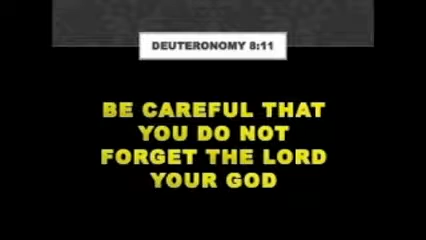 DEUTERONOMY 8:11
BE CAREFUL THAT
YOU DO NOT
FORGET THE LORD
YOUR GOD